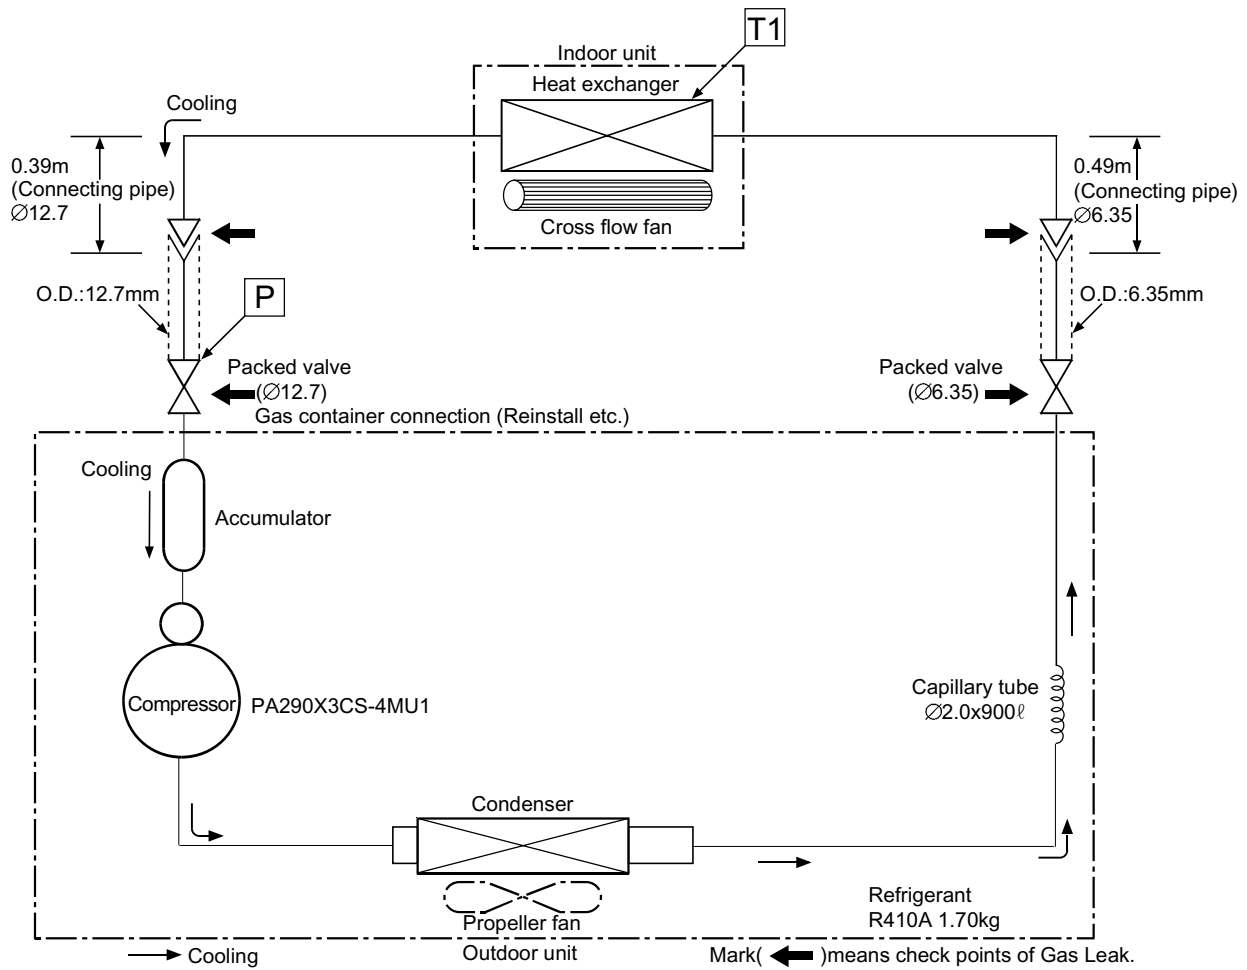 T1
Indoor unit
Heat exchanger
Cooling
0.39m
(Connecting pipe)
∅12.7
0.49m
(Connecting pipe)
∅6.35
Cross flow fan
O.D.:12.7mm
P
O.D.:6.35mm
Packed valve
(∅12.7)
Packed valve
(∅6.35)
Gas container connection (Reinstall etc.)
Cooling
Accumulator
Compressor
PA290X3CS-4MU1
Capillary tube
∅2.0x900ℓ
Condenser
Propeller fan
Refrigerant
R410A 1.70kg
Cooling
Outdoor unit
Mark( )means check points of Gas Leak.